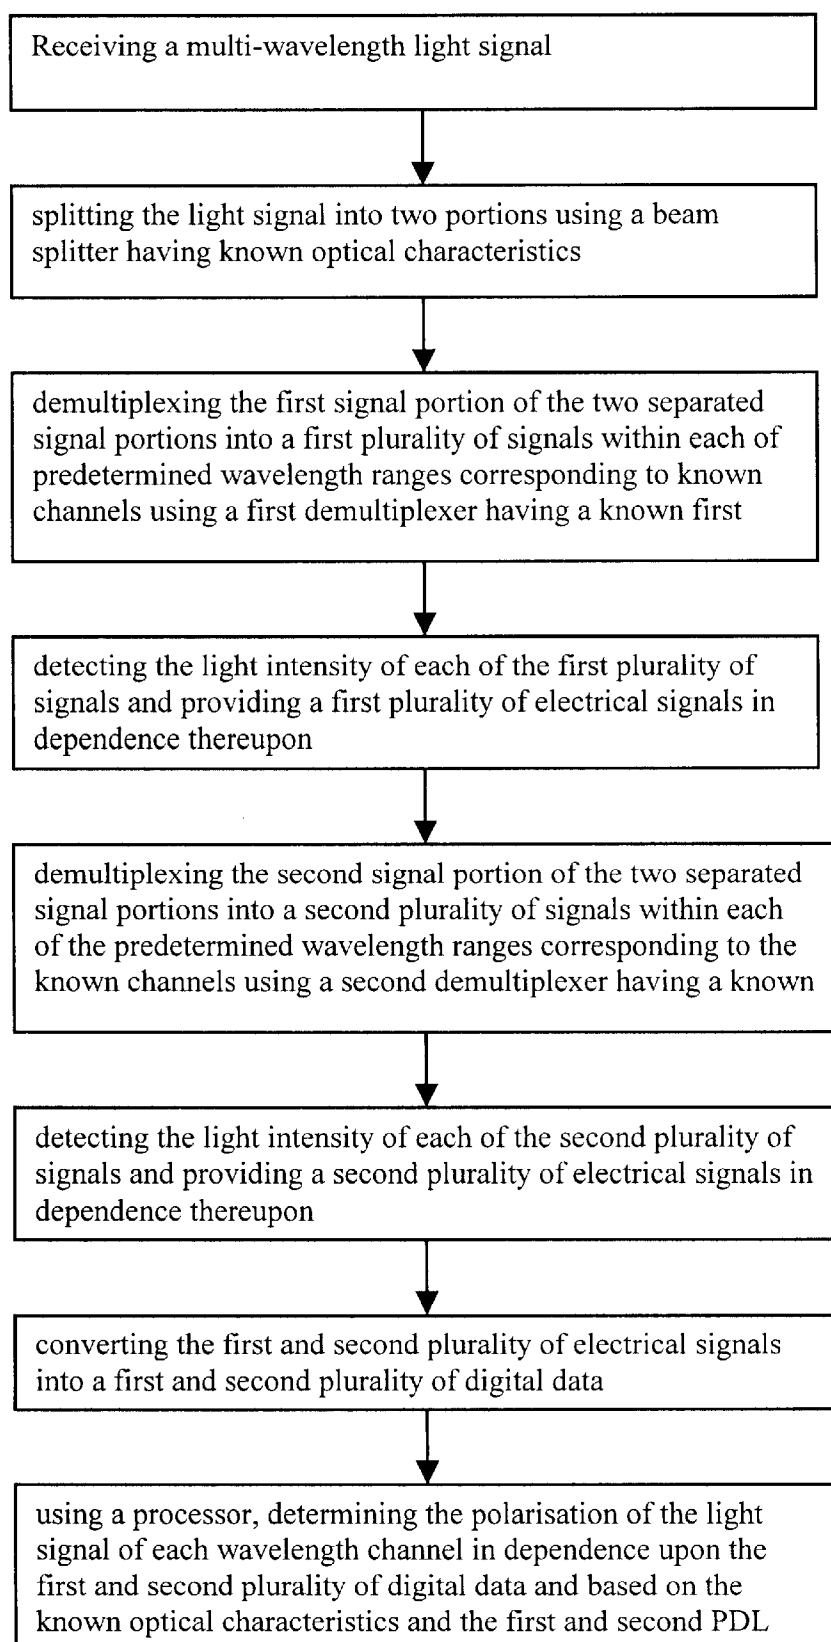 Receiving a multi-wavelength light signal
splitting the light signal into two portions using a beam
splitter having known optical characteristics
demultiplexing the first signal portion of the two separated
signal portions into a first plurality of signals within each of
predetermined wavelength ranges corresponding to known
channels using a first demultiplexer having a known first
detecting the light intensity of each of the first plurality of
signals and providing a first plurality of electrical signals in
dependence thereupon
demultiplexing the second signal portion of the two separated
signal portions into a second plurality of signals within each
of the predetermined wavelength ranges corresponding to the
known channels using a second demultiplexer having a known
detecting the light intensity of each of the second plurality of
signals and providing a second plurality of electrical signals in
dependence thereupon
converting the first and second plurality of electrical signals
into a first and second plurality of digital data
using a processor, determining the polarisation of the light
signal of each wavelength channel in dependence upon the
first and second plurality of digital data and based on the
known optical characteristics and the first and second PDL